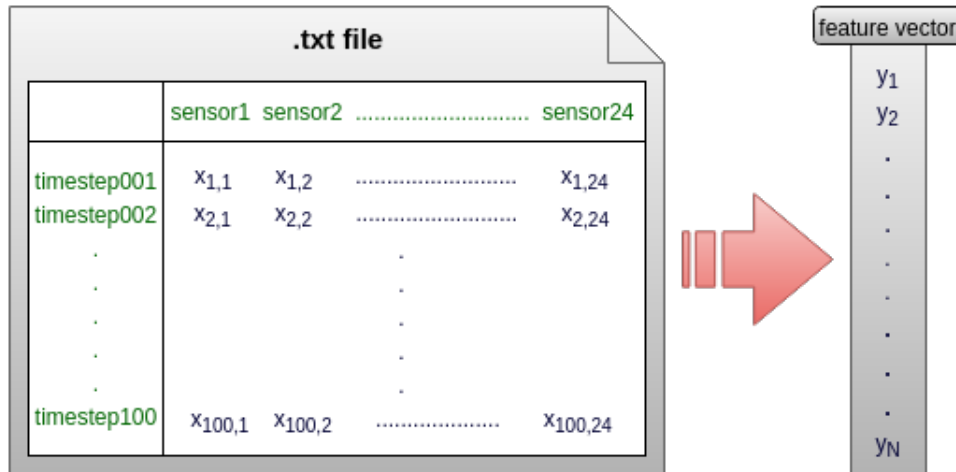 .txt file
sensor1 sensor2 ............................ sensor24
timestep001 x1,1 x1,2 .......................... x1,24
timestep002 x2,1 x2,2 .......................... x2,24
. .
. .
. .
. .
. .
timestep100 x100,1 x100,2 .................... x100,24
feature vector
y1
y2
.
.
.
.
.
.
.
.
yN